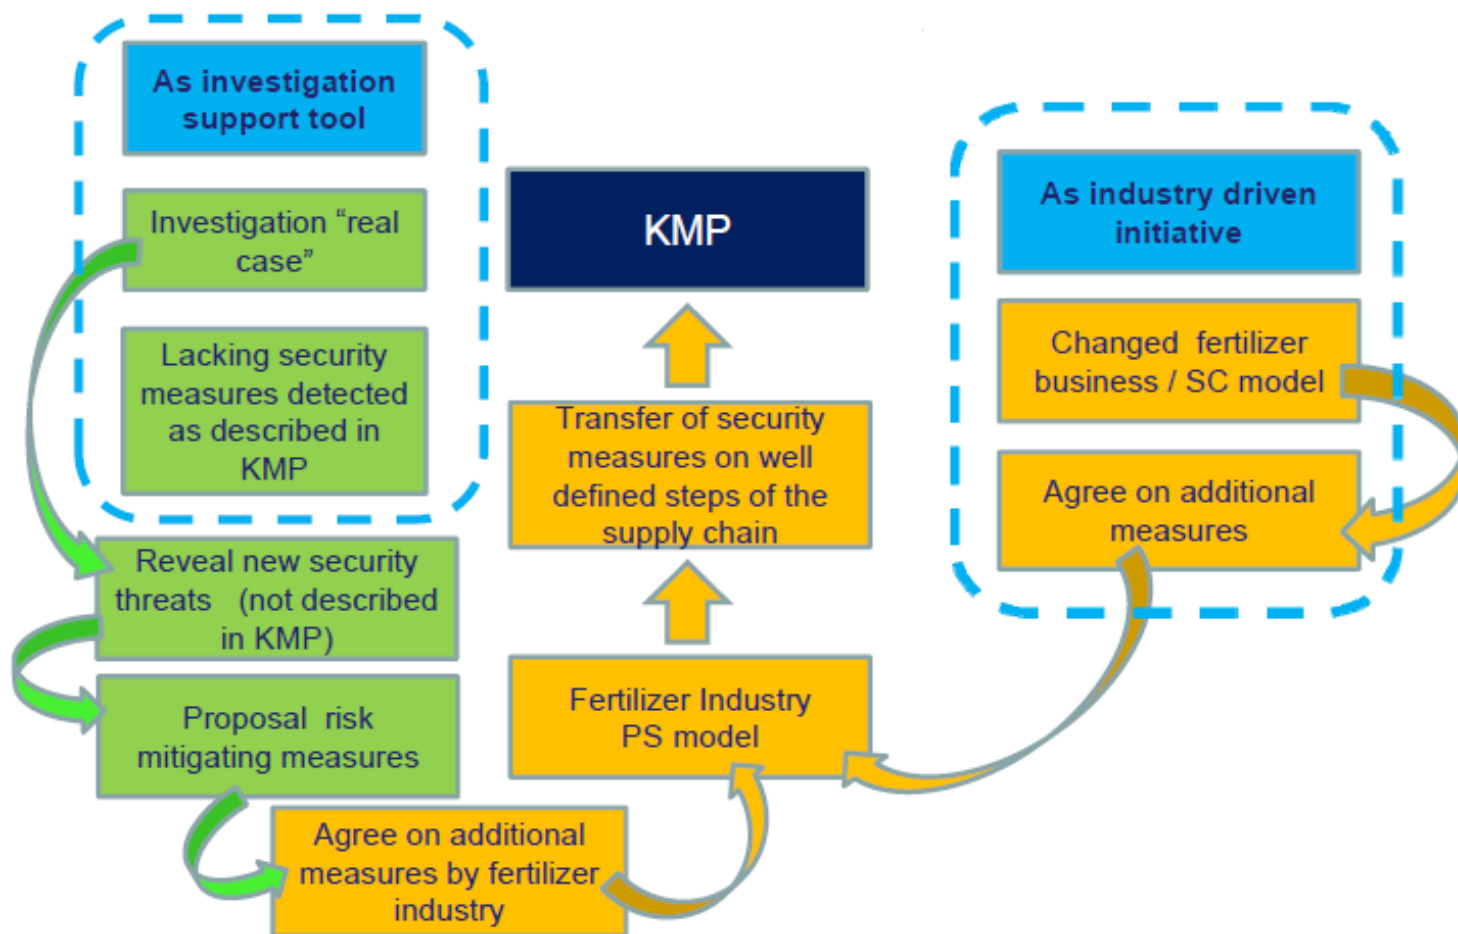 As investigation
support tool
Investigation “real
case”
Lacking security
measures detected
as described in
KMP
Reveal new security
threats (not described
in KMP)
Proposal risk
mitigating measures
Agree on additional
measures by fertilizer
industry
KMP
Transfer of security
measures on well
defined steps of the
supply chain
Fertilizer Industry
PS model
As industry driven
initiative
Changed fertilizer
business / SC model
Agree on additional
measures